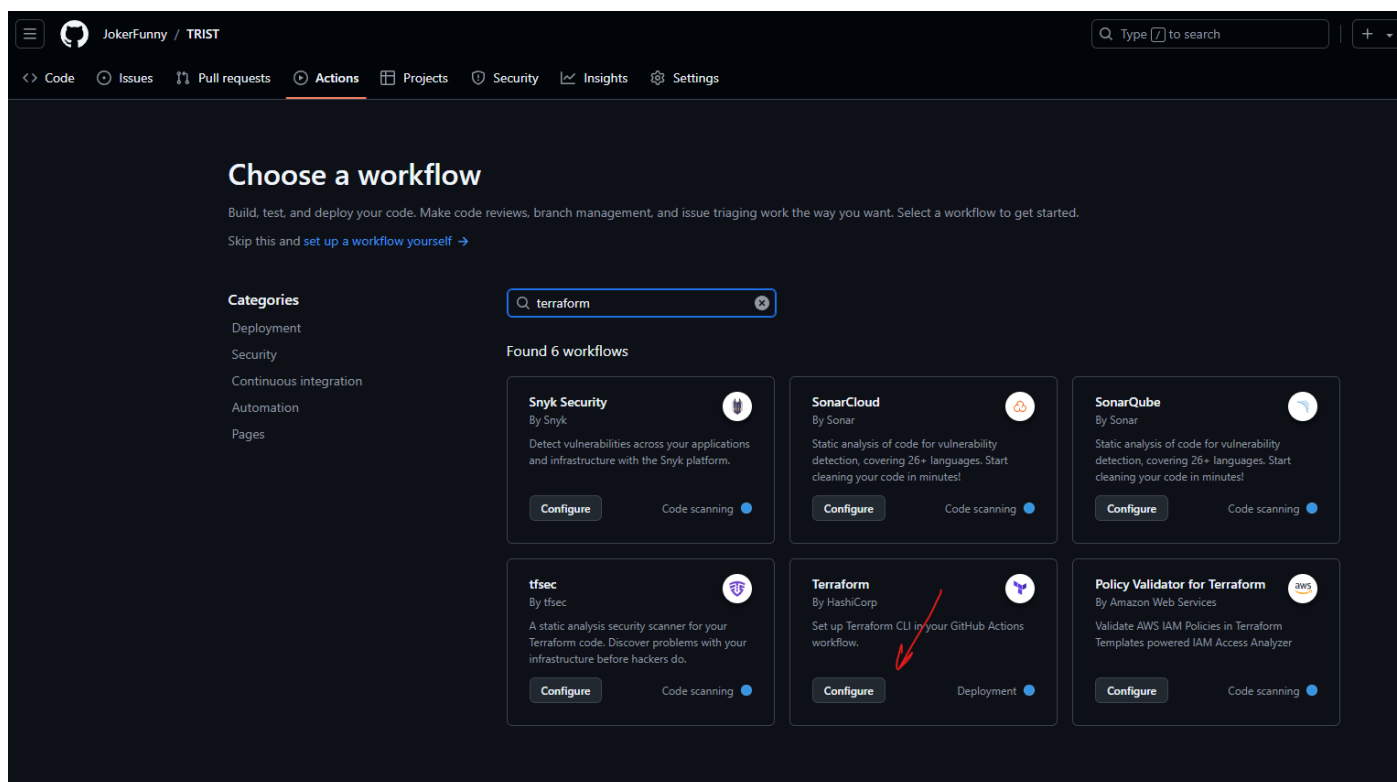 JokerFunny / TRIST
Type / to search
Code Issues Pull requests Actions Projects Security Insights Settings
Choose a workflow
Build, test, and deploy your code. Make code reviews, branch management, and issue triaging work the way you want. Select a workflow to get started.
Skip this and set up a workflow yourself →
Categories
Deployment
Security
Continuous integration
Automation
Pages
terraform
Found 6 workflows
Snyk Security
By Snyk
Detect vulnerabilities across your applications
and infrastructure with the Snyk platform.
Configure Code scanning
SonarCloud
By Sonar
Static analysis of code for vulnerability
detection, covering 26+ languages. Start
cleaning your code in minutes!
Configure Code scanning
SonarQube
By Sonar
Static analysis of code for vulnerability
detection, covering 26+ languages. Start
cleaning your code in minutes!
Configure Code scanning
tfsec
By tfsec
A static analysis security scanner for your
Terraform code. Discover problems with your
infrastructure before hackers do.
Configure Code scanning
Terraform
By HashiCorp
Set up Terraform CLI in your GitHub Actions
workflow.
Configure Deployment
Policy Validator for Terraform
aws
By Amazon Web Services
Validate AWS IAM Policies in Terraform
Templates powered IAM Access Analyzer
Configure Code scanning